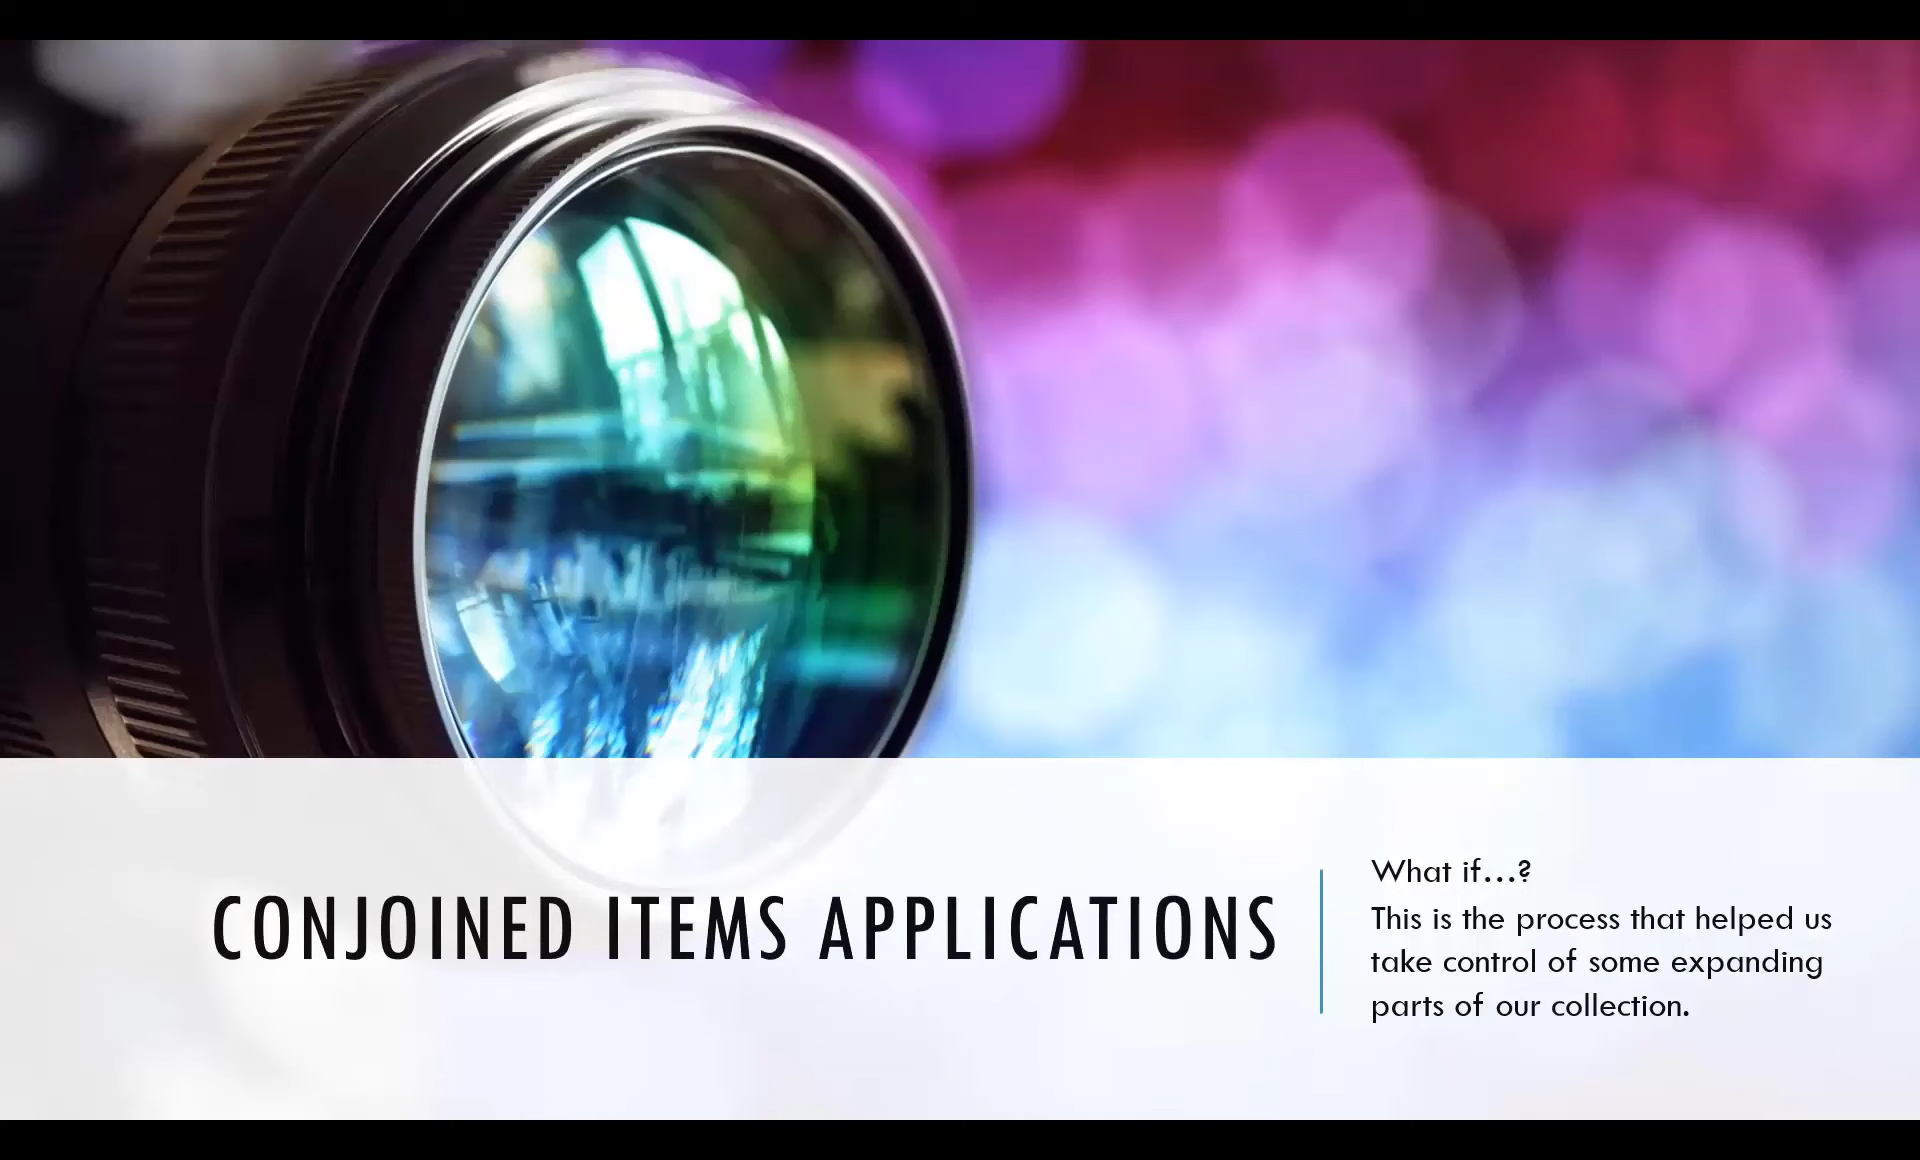 CONJOINED ITEMS APPLICATIONS
What if...?
This is the process that helped us
take control of some expanding
parts of our collection.